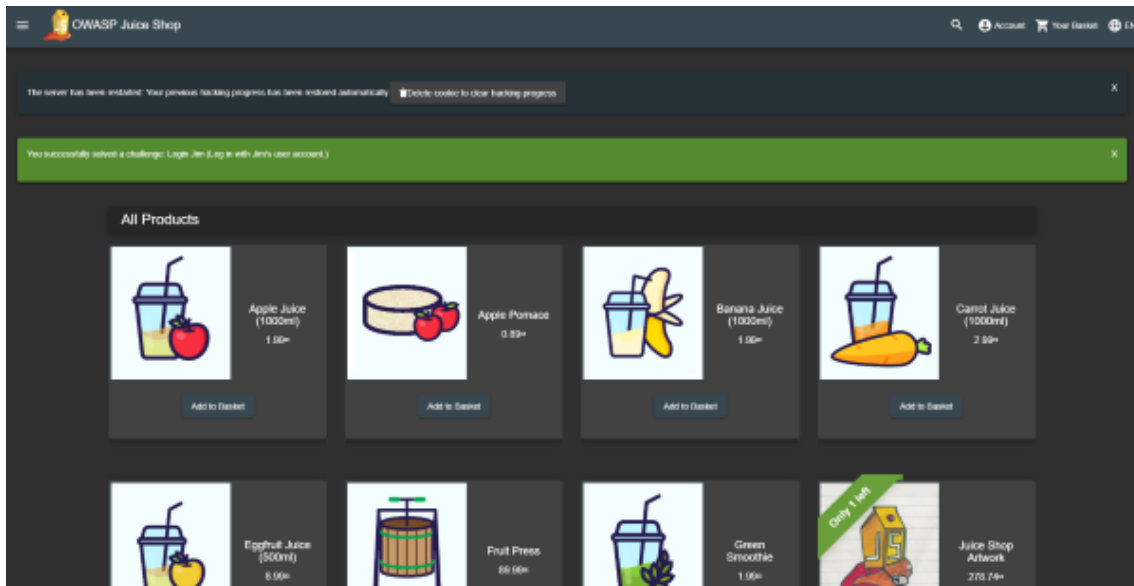 OWASP Juice Shop
Account
Your Basket
EN
The server has been restarted: Your previous hacking progress has been restored automatically.
Delete cookie to clear hacking progress
X
You successfully solved a challenge: Login Jim (Log in with Jim's user account.)
X
All Products
Apple Juice
(1000ml)
1.99¤
Add to Basket
Apple Pomace
0.89¤
Add to Basket
Banana Juice
(1000ml)
1.99¤
Add to Basket
Carrot Juice
(1000ml)
2.99¤
Add to Basket
Eggfruit Juice
(500ml)
8.99¤
Fruit Press
89.99¤
Green
Smoothie
1.99¤
Only 1 left
JS
Juice Shop
Artwork
278.74¤